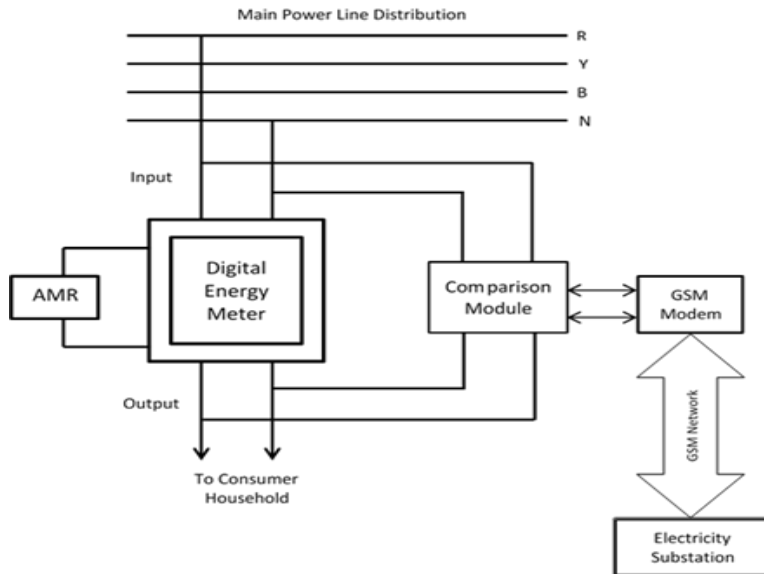 Main Power Line Distribution
R
Y
B
N
Input
AMR
Digital
Energy
Meter
Comparison
Module
GSM
Modem
Output
GSM Network
To Consumer
Household
Electricity
Substation